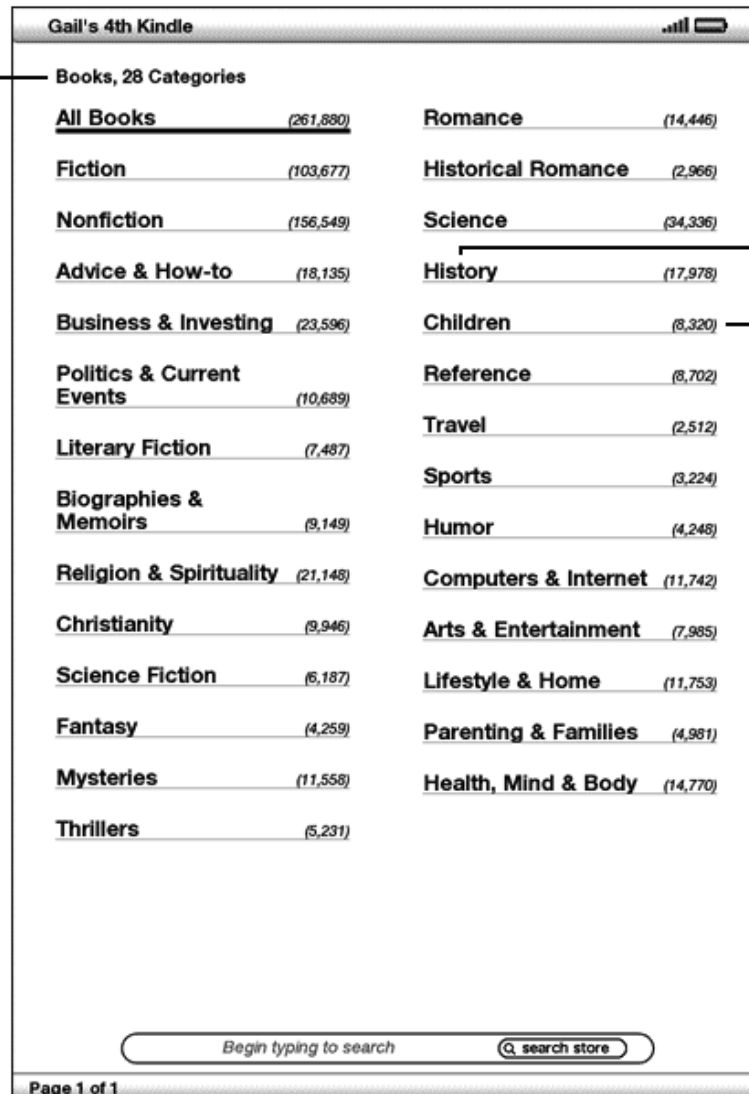 Gail's 4th Kindle
Books, 28 Categories
All Books (261,880)
Fiction (103,677)
Nonfiction (156,549)
Advice & How-to (18,135)
Business & Investing (23,596)
Politics & Current
Events (10,689)
Literary Fiction (7,487)
Biographies &
Memoirs (9,149)
Religion & Spirituality (21,148)
Christianity (9,946)
Science Fiction (6,187)
Fantasy (4,259)
Mysteries (11,558)
Thrillers (5,231)
Romance (14,446)
Historical Romance (2,966)
Science (34,336)
History (17,978)
Children (8,320)
Reference (8,702)
Travel (2,512)
Sports (3,224)
Humor (4,248)
Computers & Internet (11,742)
Arts & Entertainment (7,985)
Lifestyle & Home (11,753)
Parenting & Families (4,981)
Health, Mind & Body (14,770)
Begin typing to search search store
Page 1 of 1